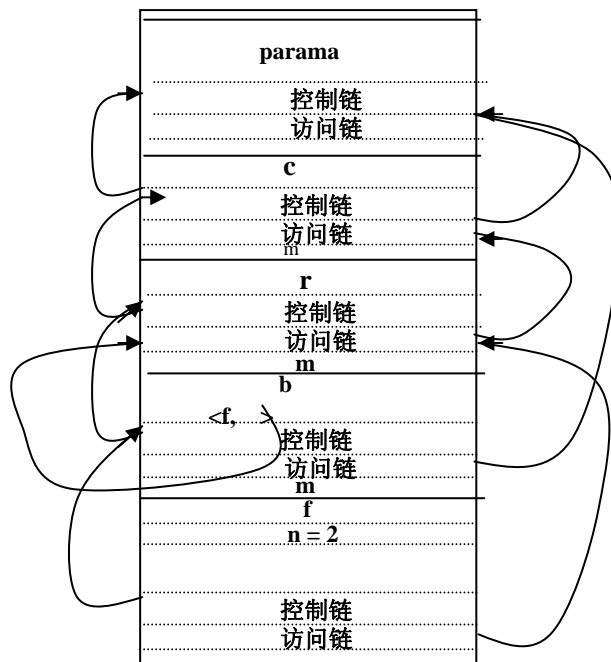 parama
控制链
访问链
c
控制链
访问链
m
r
控制链
访问链
m
b
<f, >
控制链
访问链
m
f
n = 2
控制链
访问链